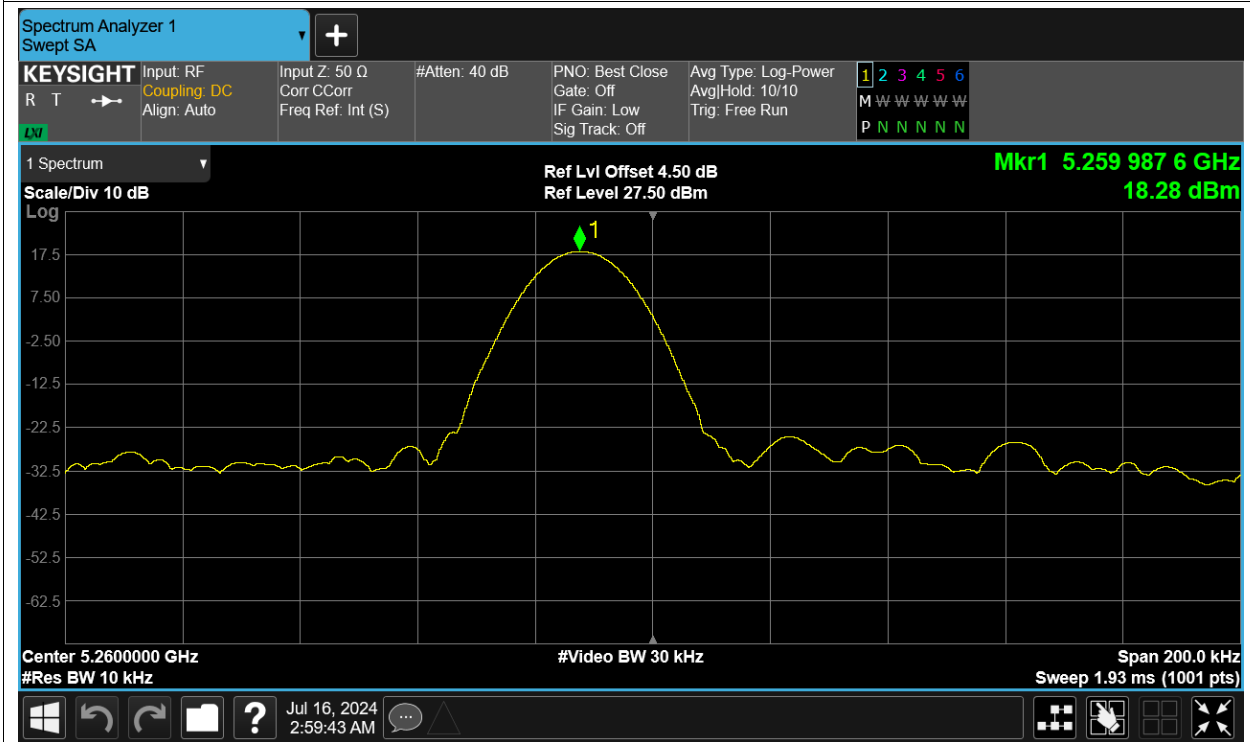 Spectrum Analyzer 1
Swept SA
+
KEYSIGHT
R T
LXI
Input: RF
Coupling: DC
Align: Auto
Input Z: 50 Ω
Corr CCorr
Freq Ref: Int (S)
#Atten: 40 dB
PNO: Best Close
Gate: Off
IF Gain: Low
Sig Track: Off
Avg Type: Log-Power
Avg|Hold: 10/10
Trig: Free Run
1 2 3 4 5 6
M W W W W W
P N N N N N
1 Spectrum
Scale/Div 10 dB
Log
Ref Lvl Offset 4.50 dB
Ref Level 27.50 dBm
Mkr1 5.259 987 6 GHz
18.28 dBm
1
17.5
7.50
-2.50
-12.5
-22.5
-32.5
-42.5
-52.5
-62.5
Center 5.2600000 GHz
#Res BW 10 kHz
#Video BW 30 kHz
Span 200.0 kHz
Sweep 1.93 ms (1001 pts)
?
Jul 16, 2024
2:59:43 AM